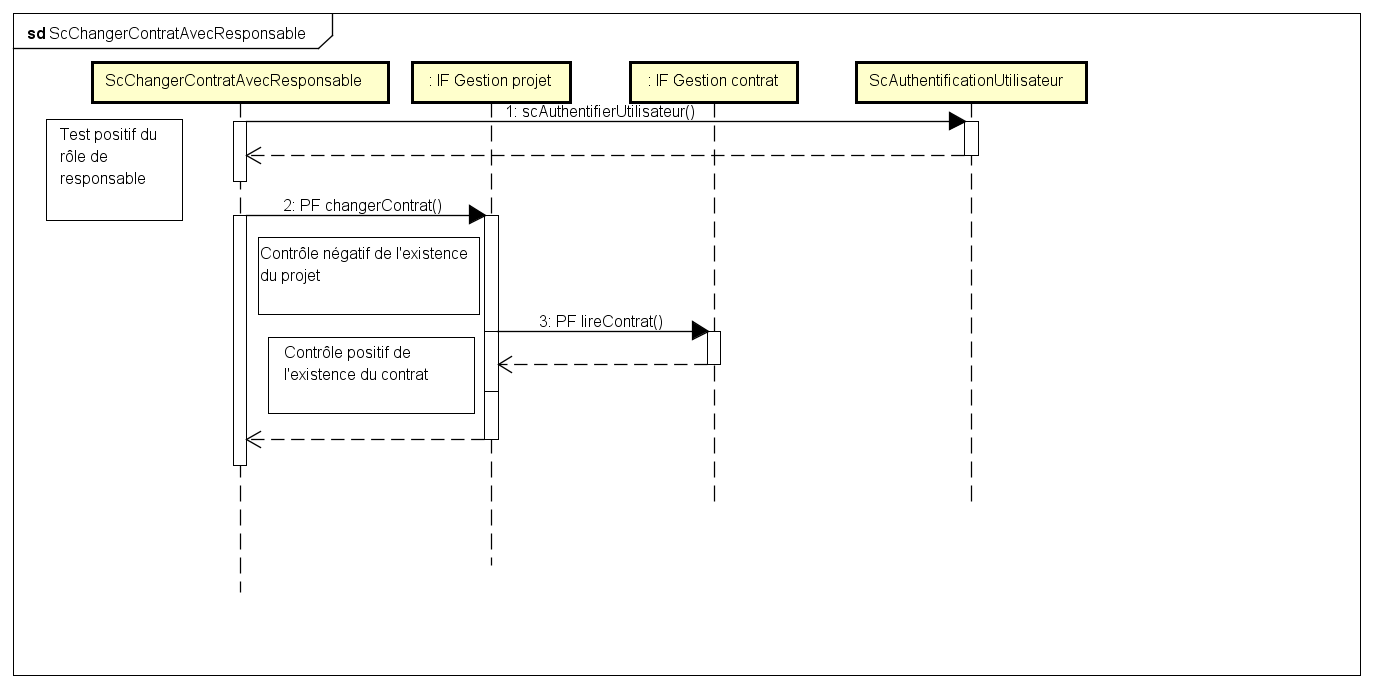 sd ScChangerContratAvecResponsable
ScChangerContratAvecResponsable
: IF Gestion projet
: IF Gestion contrat
ScAuthentificationUtilisateur
1: scAuthentifierUtilisateur()
Test positif du
rôle de
responsable
2: PF changerContrat()
Contrôle négatif de l'existence
du projet
3: PF lireContrat()
Contrôle positif de
l'existence du contrat